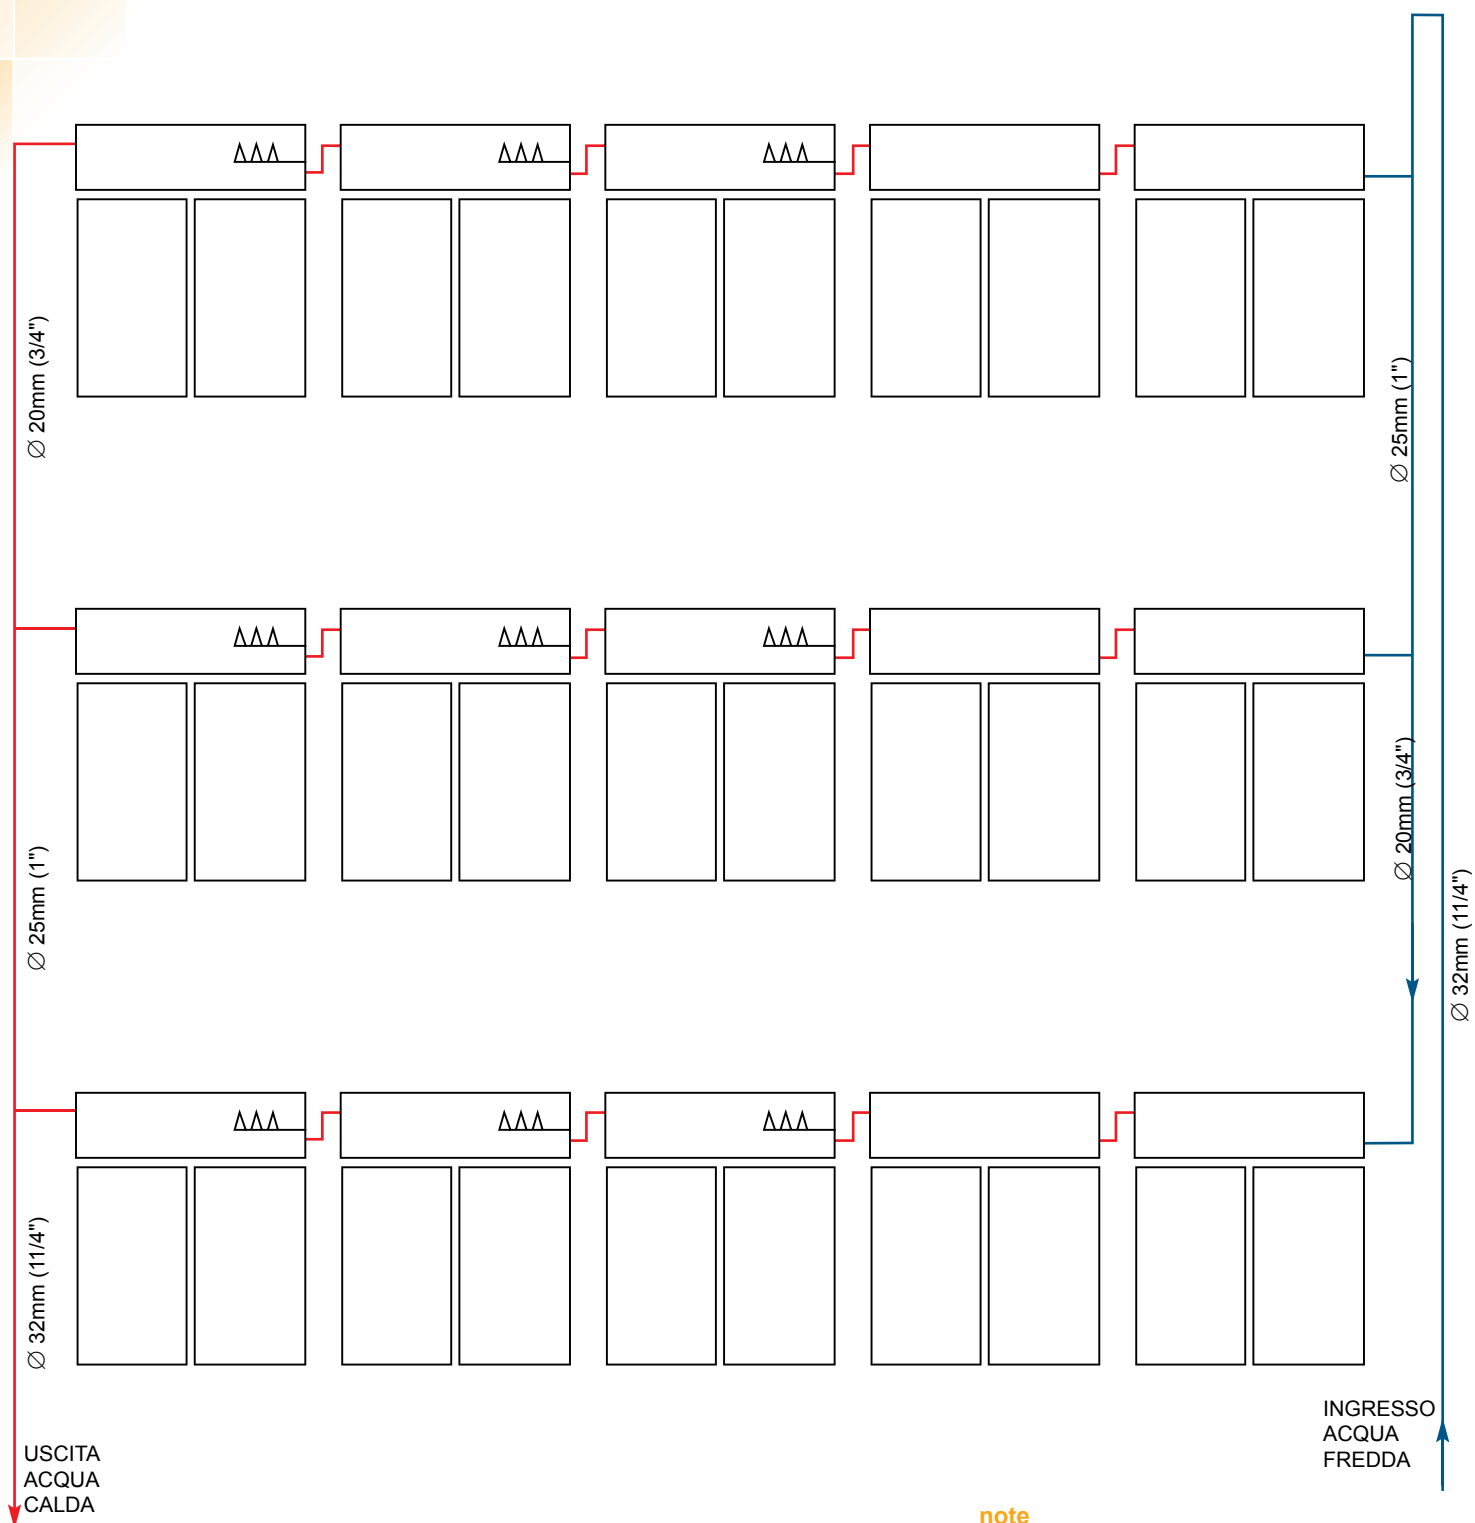 Ø 20mm (3/4")
Ø 25mm (1")
Ø 20mm (3/4")
Ø 25mm (1")
Ø 32mm (11/4")
Ø 32mm (11/4")
INGRESSO
ACQUA
FREDDA
USCITA
ACQUA
CALDA
note